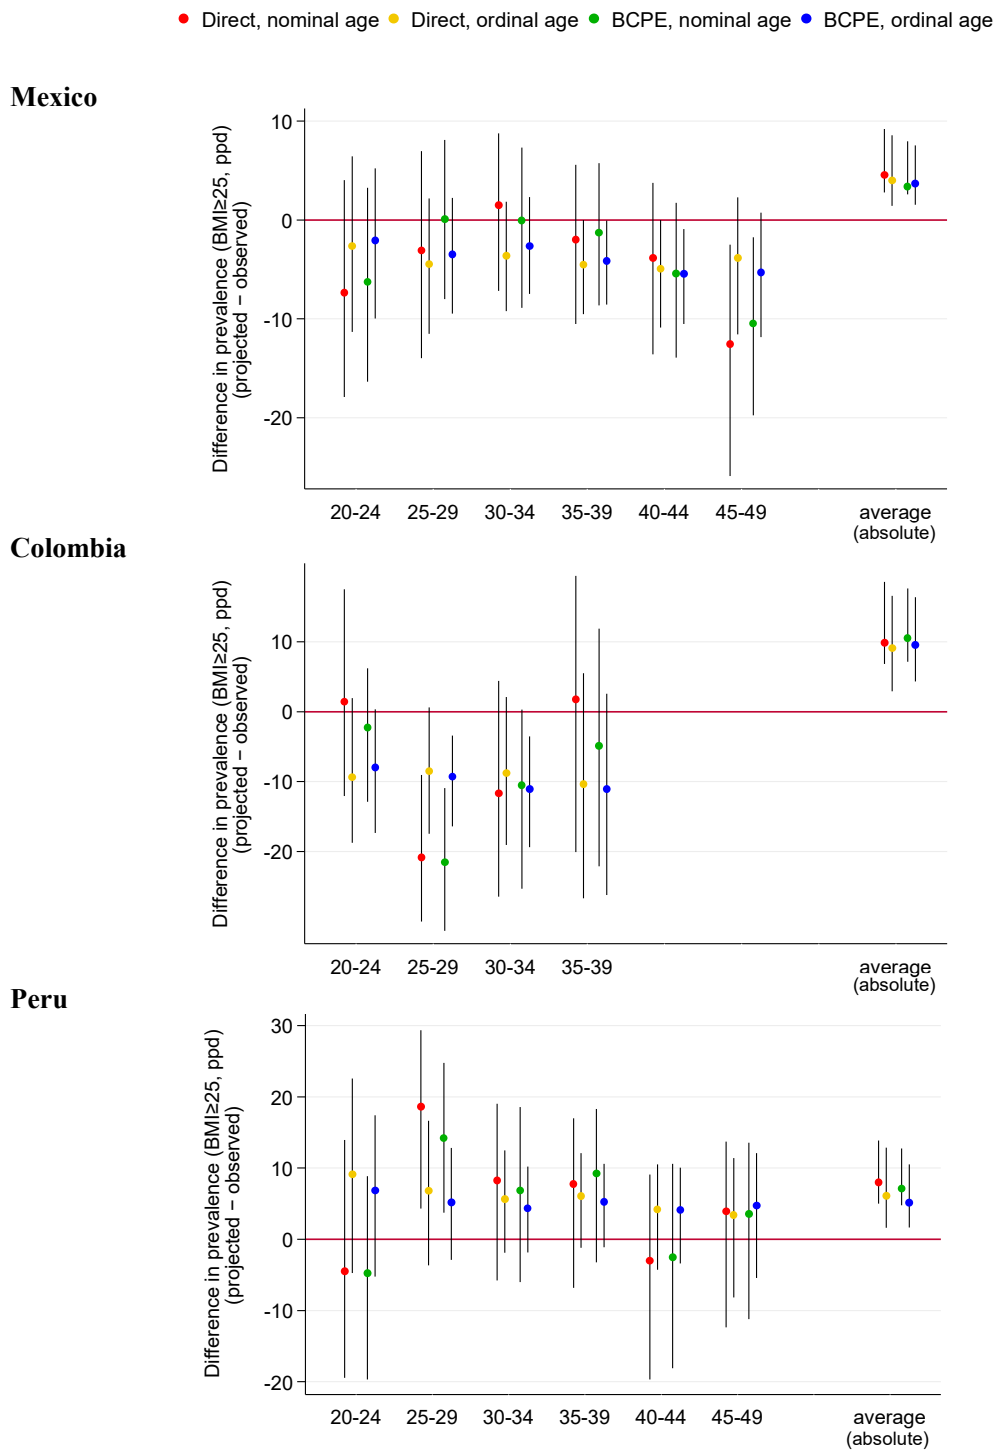 Direct, nominal age Direct, ordinal age BCPE, nominal age BCPE, ordinal age
Mexico
Difference in prevalence (BMI≥25, ppd)
(projected − observed)
10
0
-10
-20
20-24 25-29 30-34 35-39 40-44 45-49 average
(absolute)
Colombia
Difference in prevalence (BMI≥25, ppd)
(projected − observed)
10
0
-10
-20
20-24 25-29 30-34 35-39 average
(absolute)
Peru
Difference in prevalence (BMI≥25, ppd)
(projected − observed)
30
20
10
0
-10
-20
20-24 25-29 30-34 35-39 40-44 45-49 average
(absolute)